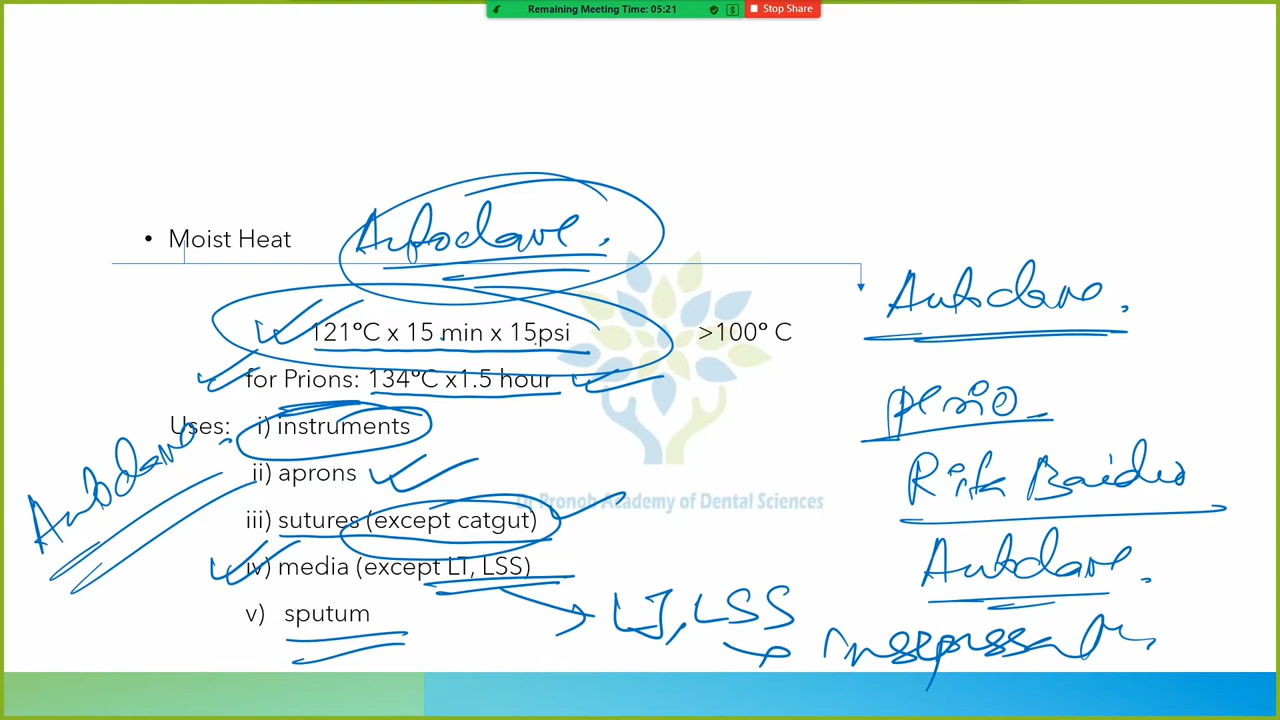 Remaining Meeting Time: 05:21 Stop Share
• Moist Heat Autoclave.
Autoclave.
121°C x 15 min x 15psi >100° C
for Prions: 134°C x1.5 hour
perio
Uses: i) instruments
Autoclave
ii) aprons
Rita Baideu
Dr Pronob Academy of Dental Sciences
iii) sutures (except catgut)
Autoclave.
iv) media (except LT, LSS)
LJ, LSS
v) sputum